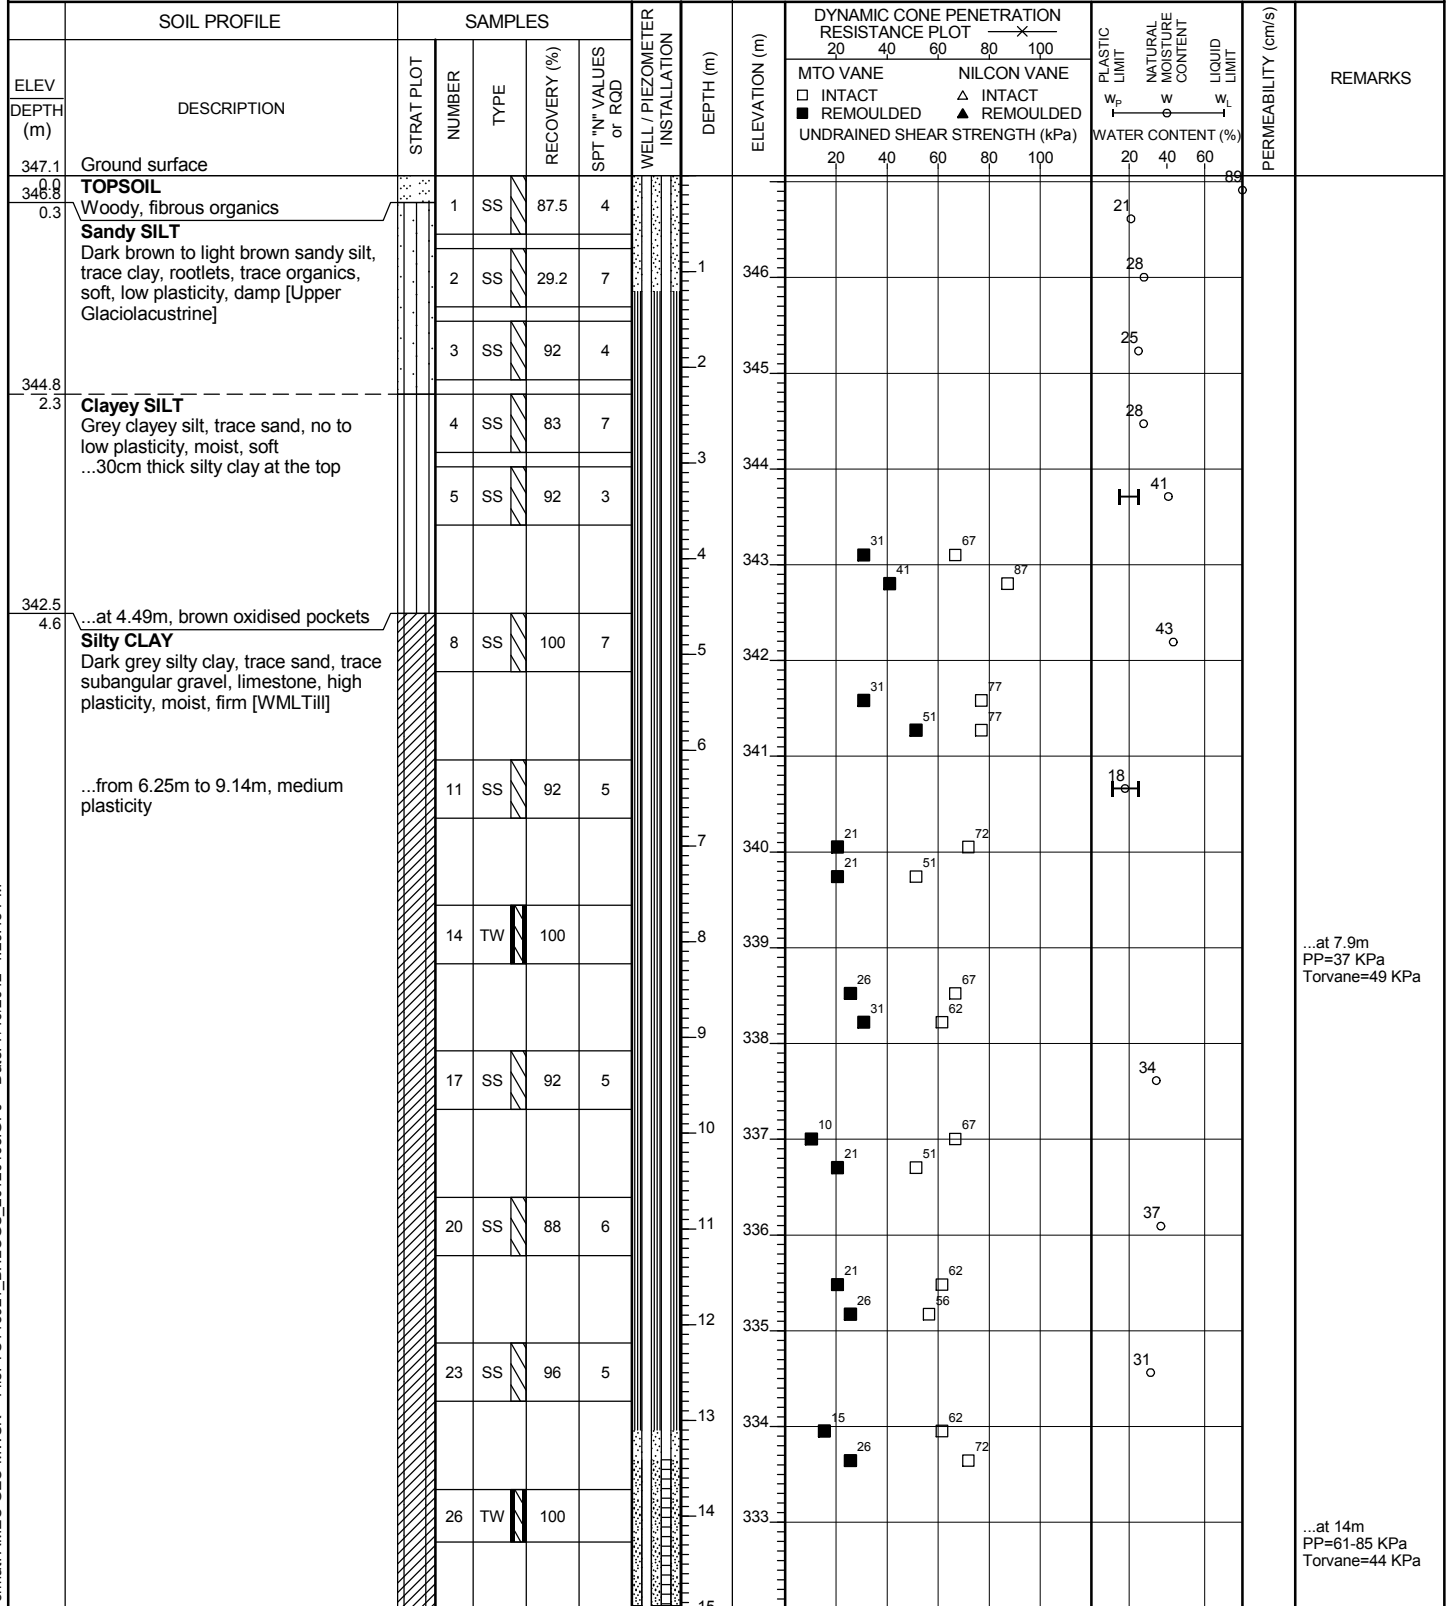 SOIL PROFILE
SAMPLES
ELEV
DEPTH
(m)
DESCRIPTION
STRAT PLOT
NUMBER
TYPE
RECOVERY (%)
SPT "N" VALUES
or RQD
WELL / PIEZOMETER
INSTALLATION
DEPTH (m)
ELEVATION (m)
DYNAMIC CONE PENETRATION
RESISTANCE PLOT
20 40 60 80 100
MTO VANE NILCON VANE
□ INTACT △ INTACT
■ REMOULDED ▲ REMOULDED
UNDRAINED SHEAR STRENGTH (kPa)
20 40 60 80 100
PLASTIC
LIMIT
NATURAL
MOISTURE
CONTENT
LIQUID
LIMIT
WP W WL
WATER CONTENT (%)
20 40 60
PERMEABILITY (cm/s)
REMARKS
347.1 Ground surface
0.0 TOPSOIL
346.8 Woody, fibrous organics
0.3
1 SS 87.5 4
89
21
Sandy SILT
Dark brown to light brown sandy silt,
trace clay, rootlets, trace organics,
soft, low plasticity, damp [Upper
Glaciolacustrine]
2 SS 29.2 7
1
346
28
3 SS 92 4
2
25
345
344.8
2.3
Clayey SILT
Grey clayey silt, trace sand, no to
low plasticity, moist, soft
...30cm thick silty clay at the top
4 SS 83 7
28
3
344
5 SS 92 3
41
31 67
4
343
41 87
342.5
4.6
...at 4.49m, brown oxidised pockets
Silty CLAY
Dark grey silty clay, trace sand, trace
subangular gravel, limestone, high
plasticity, moist, firm [WMLTill]
8 SS 100 7
43
5
342
31 77
51 77
6
341
...from 6.25m to 9.14m, medium
plasticity
11 SS 92 5
18
7
340
21 72
21 51
14 TW 100
8
339
...at 7.9m
PP=37 KPa
Torvane=49 KPa
26 67
31 62
9
338
17 SS 92 5
34
10
337
10 67
21 51
20 SS 88 6
37
11
336
21 62
26 56
12
335
23 SS 96 5
31
13
334
15 62
26 72
26 TW 100
14
333
...at 14m
PP=61-85 KPa
Torvane=44 KPa